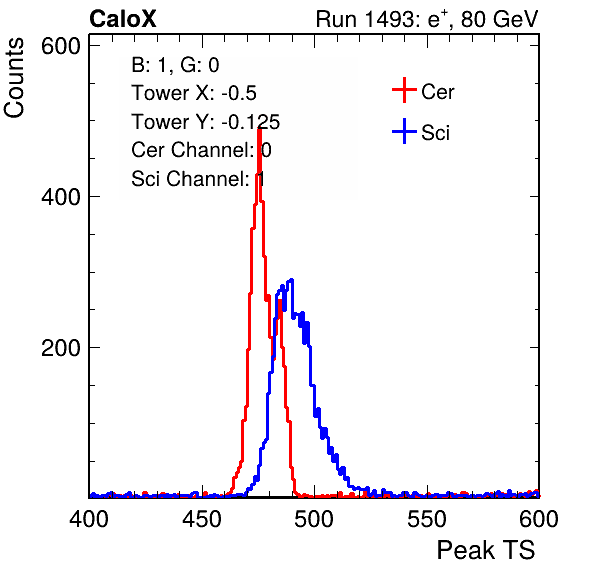 CaloX Run 1493: e⁺, 80 GeV
Counts
600
400
200
B: 1, G: 0
Tower X: -0.5
Tower Y: -0.125
Cer Channel: 0
Sci Channel: 1
Cer
Sci
400 450 500 550 600
Peak TS